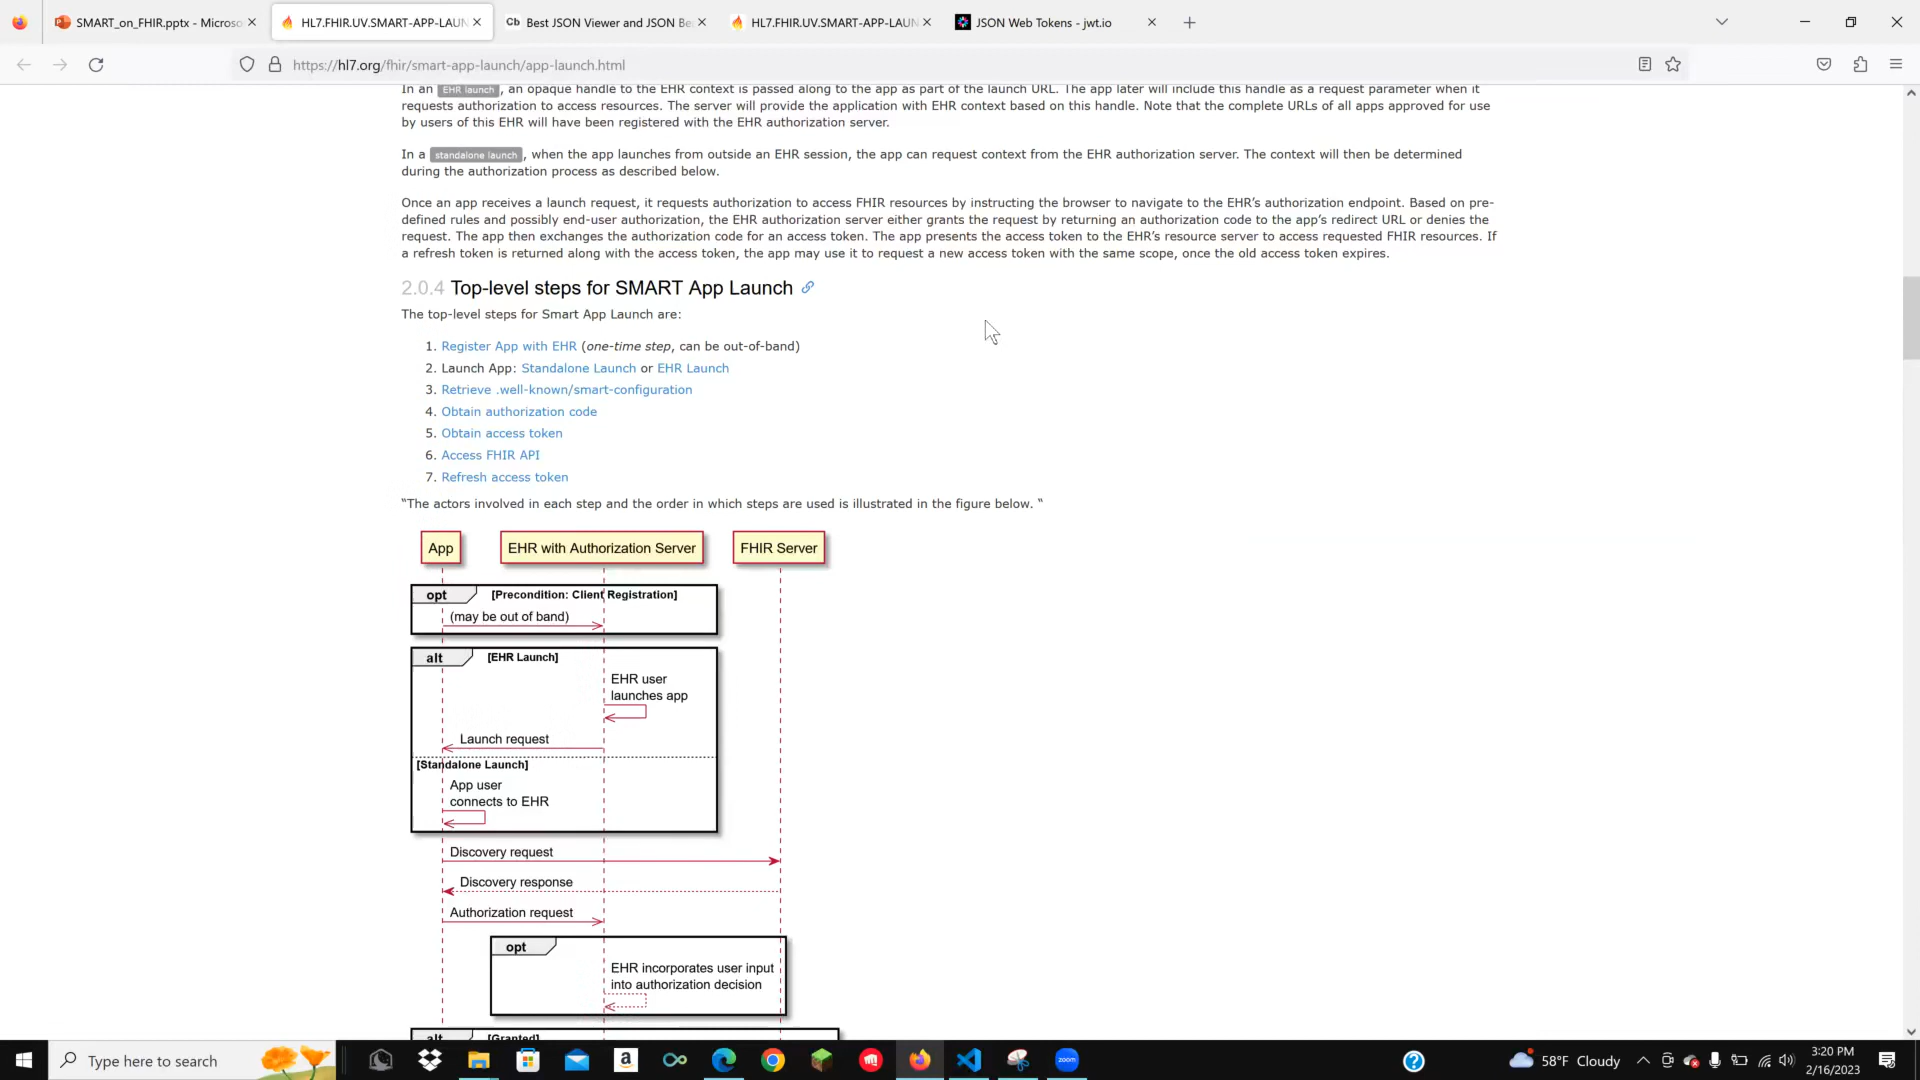 SMART_on_FHIR.pptx - Microso
HL7.FHIR.UV.SMART-APP-LAUN
Cb Best JSON Viewer and JSON Be
HL7.FHIR.UV.SMART-APP-LAUN
JSON Web Tokens - jwt.io
https://hl7.org/fhir/smart-app-launch/app-launch.html
In an EHR launch, an opaque handle to the EHR context is passed along to the app as part of the launch URL. The app later will include this handle as a request parameter when it
requests authorization to access resources. The server will provide the application with EHR context based on this handle. Note that the complete URLs of all apps approved for use
by users of this EHR will have been registered with the EHR authorization server.
In a standalone launch, when the app launches from outside an EHR session, the app can request context from the EHR authorization server. The context will then be determined
during the authorization process as described below.
Once an app receives a launch request, it requests authorization to access FHIR resources by instructing the browser to navigate to the EHR's authorization endpoint. Based on pre-
defined rules and possibly end-user authorization, the EHR authorization server either grants the request by returning an authorization code to the app's redirect URL or denies the
request. The app then exchanges the authorization code for an access token. The app presents the access token to the EHR's resource server to access requested FHIR resources. If
a refresh token is returned along with the access token, the app may use it to request a new access token with the same scope, once the old access token expires.
2.0.4 Top-level steps for SMART App Launch
The top-level steps for Smart App Launch are:
1. Register App with EHR (one-time step, can be out-of-band)
2. Launch App: Standalone Launch or EHR Launch
3. Retrieve .well-known/smart-configuration
4. Obtain authorization code
5. Obtain access token
6. Access FHIR API
7. Refresh access token
"The actors involved in each step and the order in which steps are used is illustrated in the figure below. "
App
EHR with Authorization Server
FHIR Server
opt [Precondition: Client Registration]
(may be out of band)
alt [EHR Launch]
EHR user
launches app
Launch request
[Standalone Launch]
App user
connects to EHR
Discovery request
Discovery response
Authorization request
opt
EHR incorporates user input
into authorization decision
alt [Granted]
Type here to search
a
zoom
58°F Cloudy
3:20 PM
2/16/2023